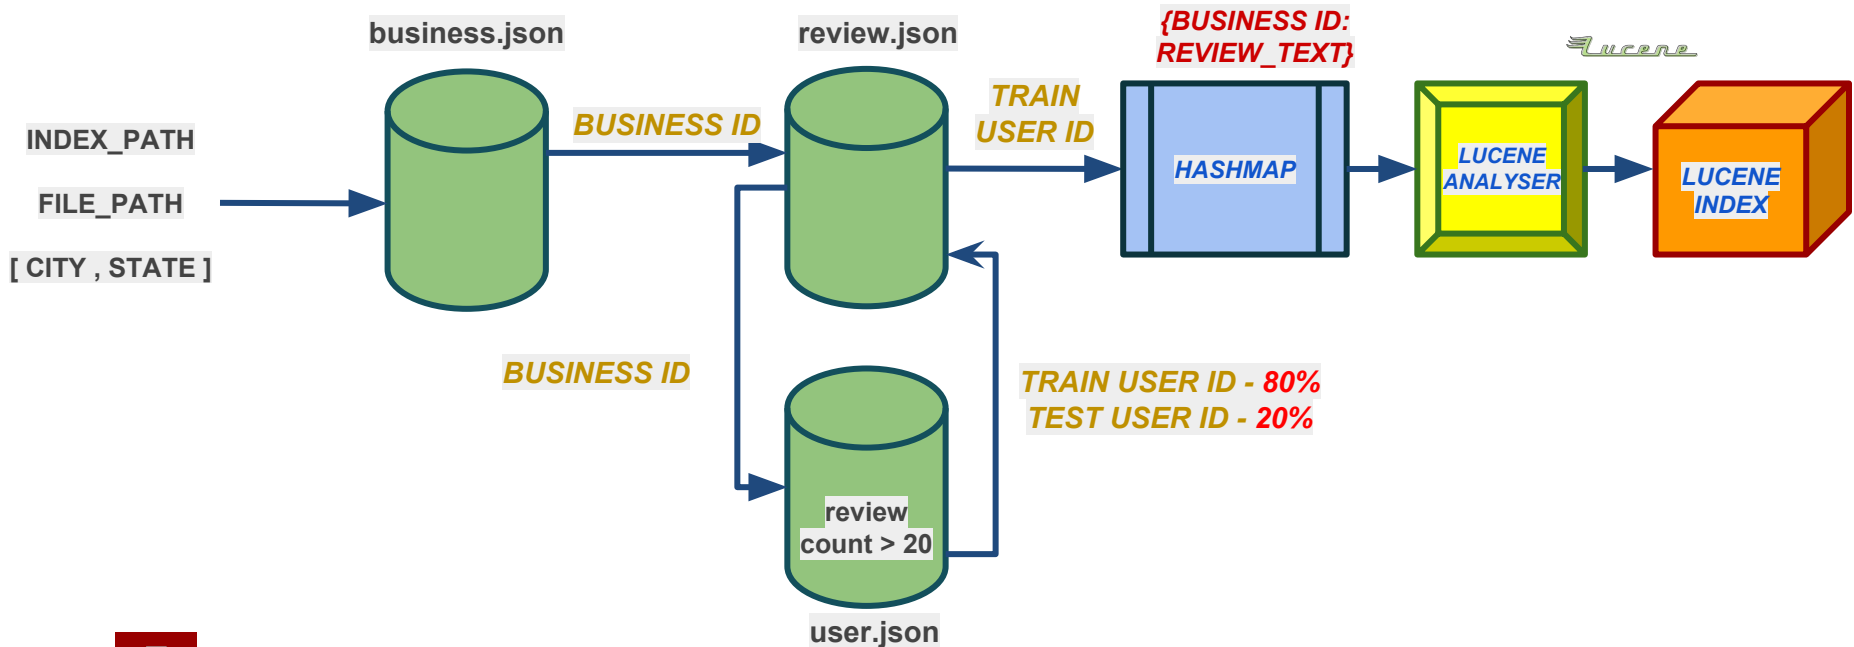 business.json
review.json
{BUSINESS ID:
REVIEW_TEXT}
Lucene
INDEX_PATH
FILE_PATH
[ CITY , STATE ]
BUSINESS ID
TRAIN
USER ID
HASHMAP
LUCENE
ANALYSER
LUCENE
INDEX
BUSINESS ID
TRAIN USER ID - 80%
TEST USER ID - 20%
review
count > 20
user.json